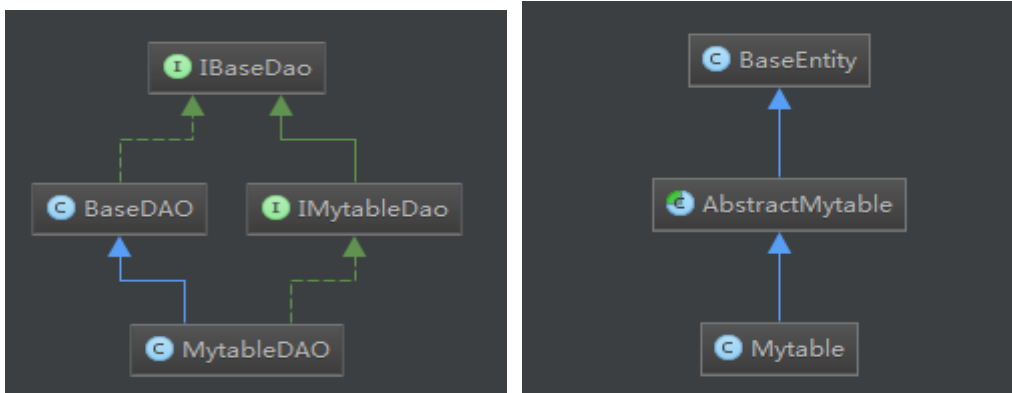 I IBaseDao
C BaseDAO
I IMytableDao
C MytableDAO
C BaseEntity
C AbstractMytable
C Mytable